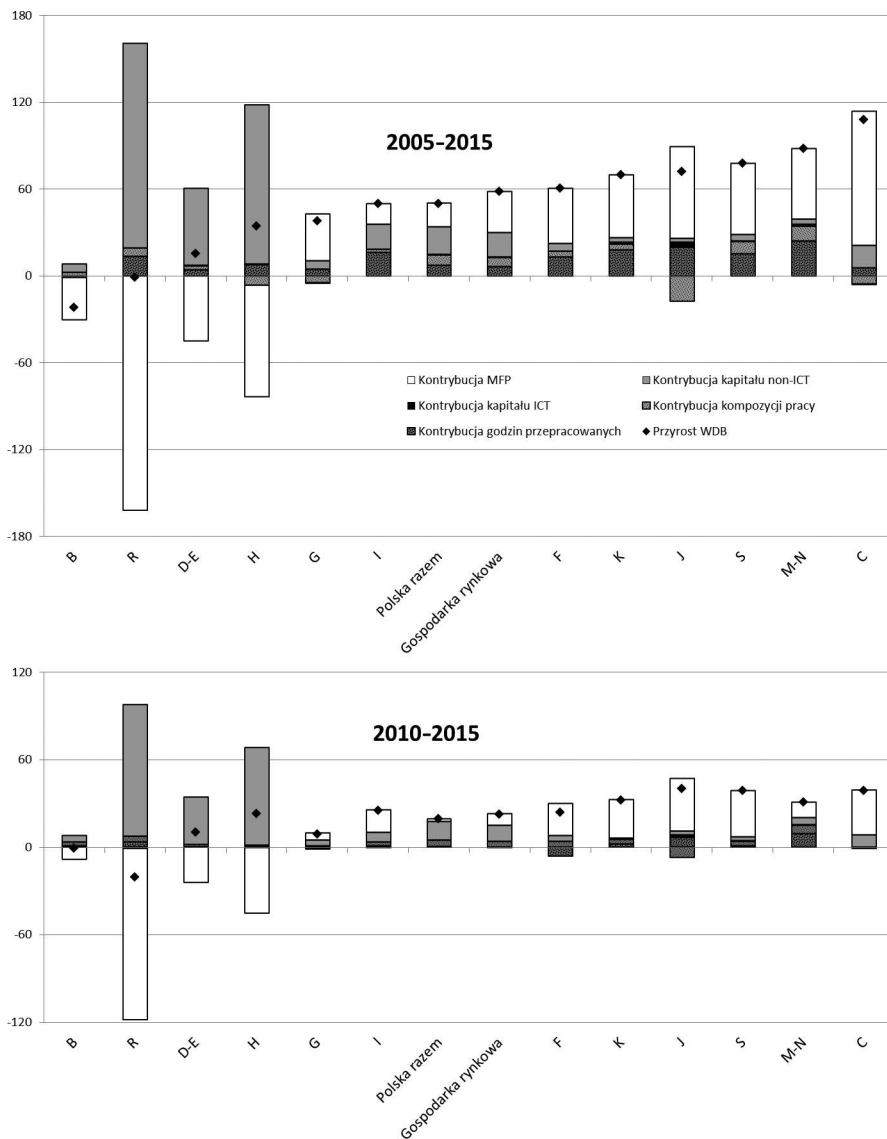 180
2005-2015
120
60
0
-60
-120
-180
Kontrybucja MFP
Kontrybucja kapitału non-ICT
Kontrybucja kapitału ICT
Kontrybucja kompozycji pracy
Kontrybucja godzin przepracowanych
Przyrost WDB
B
R
D-E
H
G
I
Polska razem
Gospodarka rynkowa
F
K
J
S
M-N
C
120
2010-2015
60
0
-60
-120
B
R
D-E
H
G
I
Polska razem
Gospodarka rynkowa
F
K
J
S
M-N
C